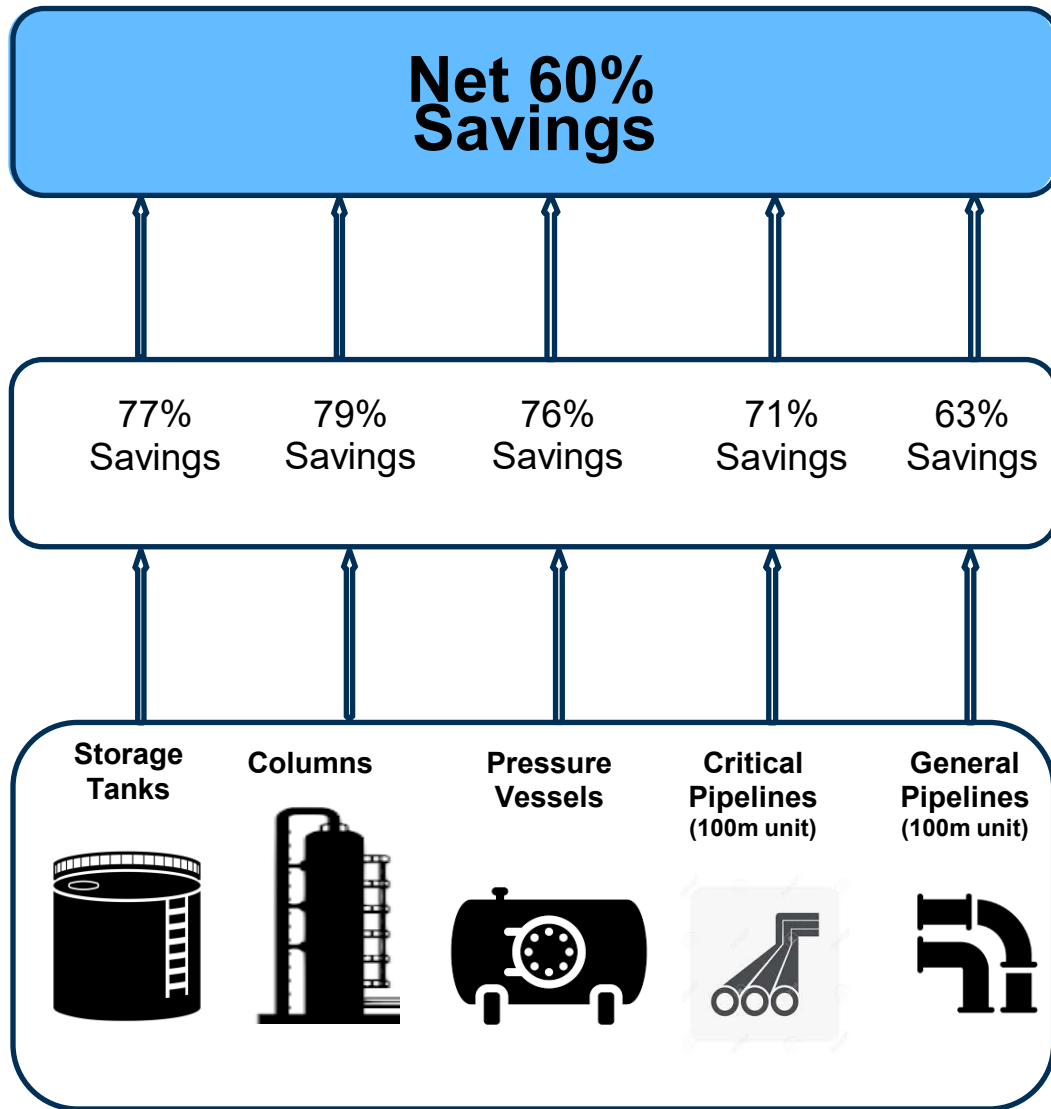 Net 60%
Savings
77%
Savings
79%
Savings
76%
Savings
71%
Savings
63%
Savings
Storage
Tanks
Columns
Pressure
Vessels
Critical
Pipelines
(100m unit)
General
Pipelines
(100m unit)